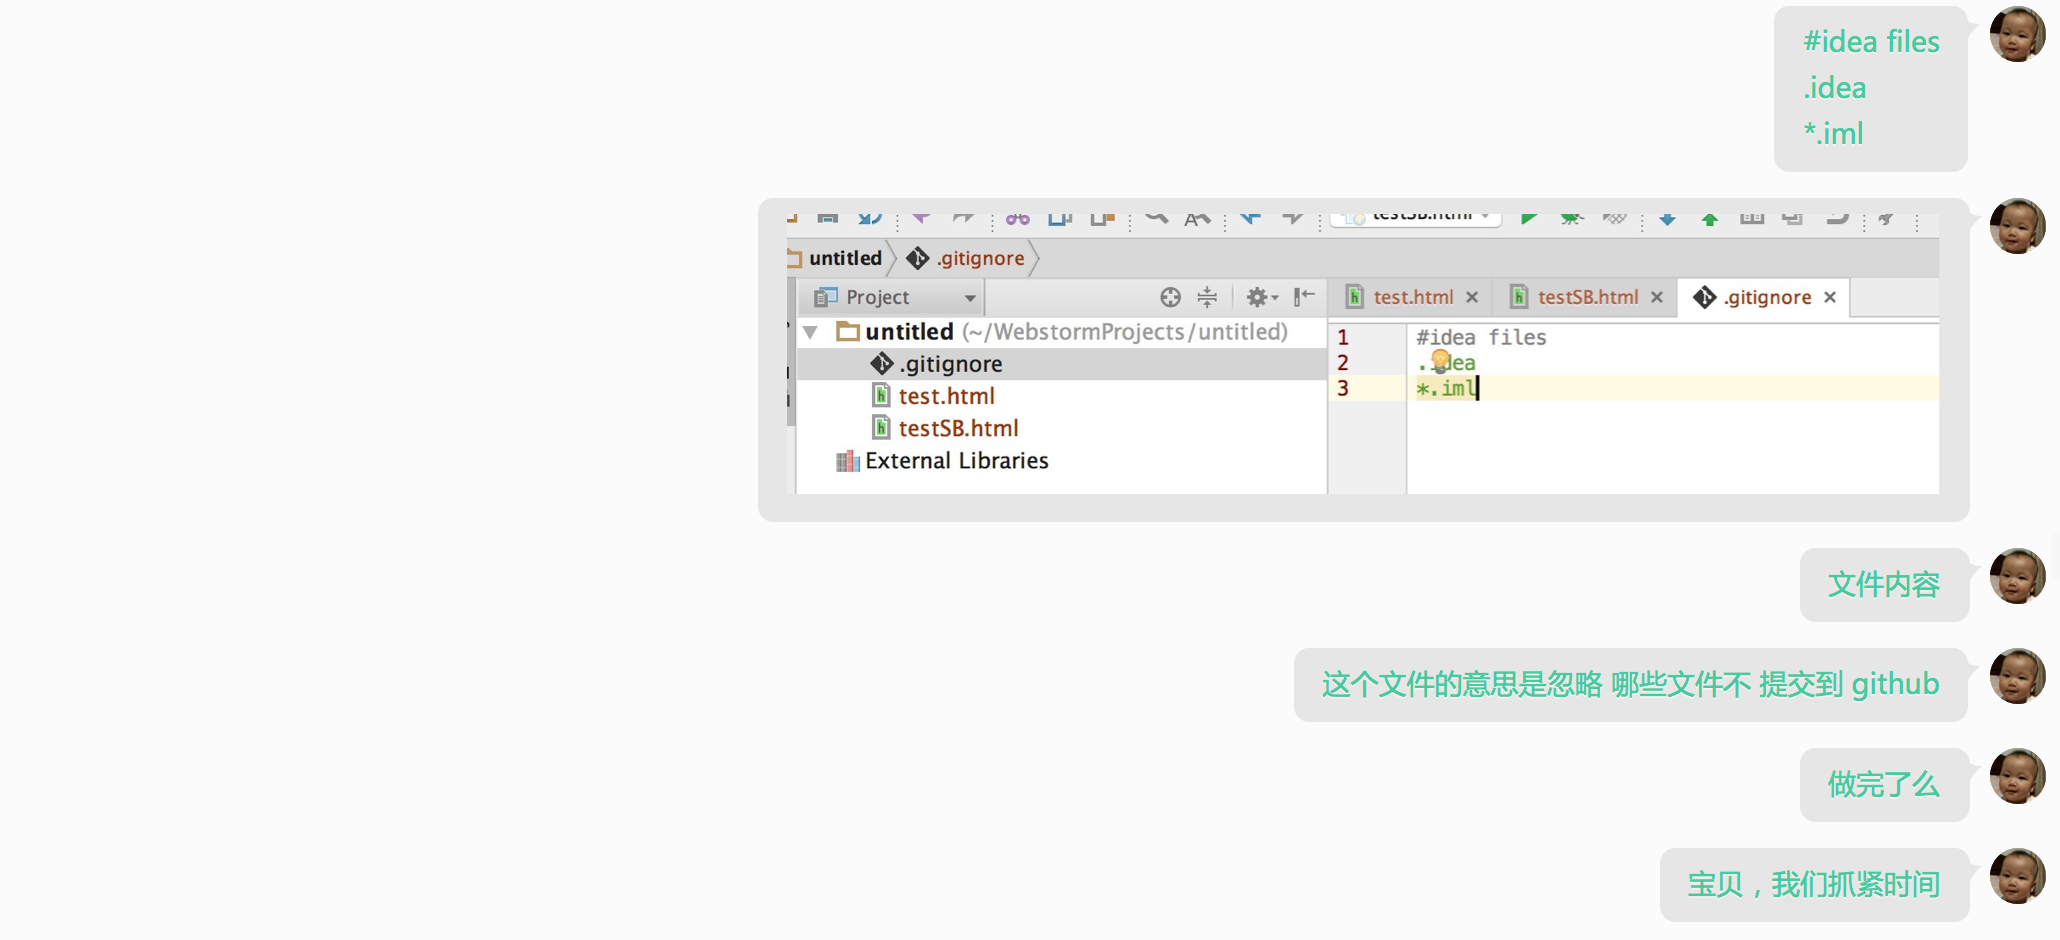 #idea files
.idea
*.iml
testSB.html
untitled
.gitignore
Project
test.html
testSB.html
.gitignore
untitled (~/WebstormProjects/untitled)
.gitignore
test.html
testSB.html
External Libraries
1 #idea files
2 .idea
3 *.iml
文件内容
这个文件的意思是忽略 哪些文件不 提交到 github
做完了么
宝贝，我们抓紧时间